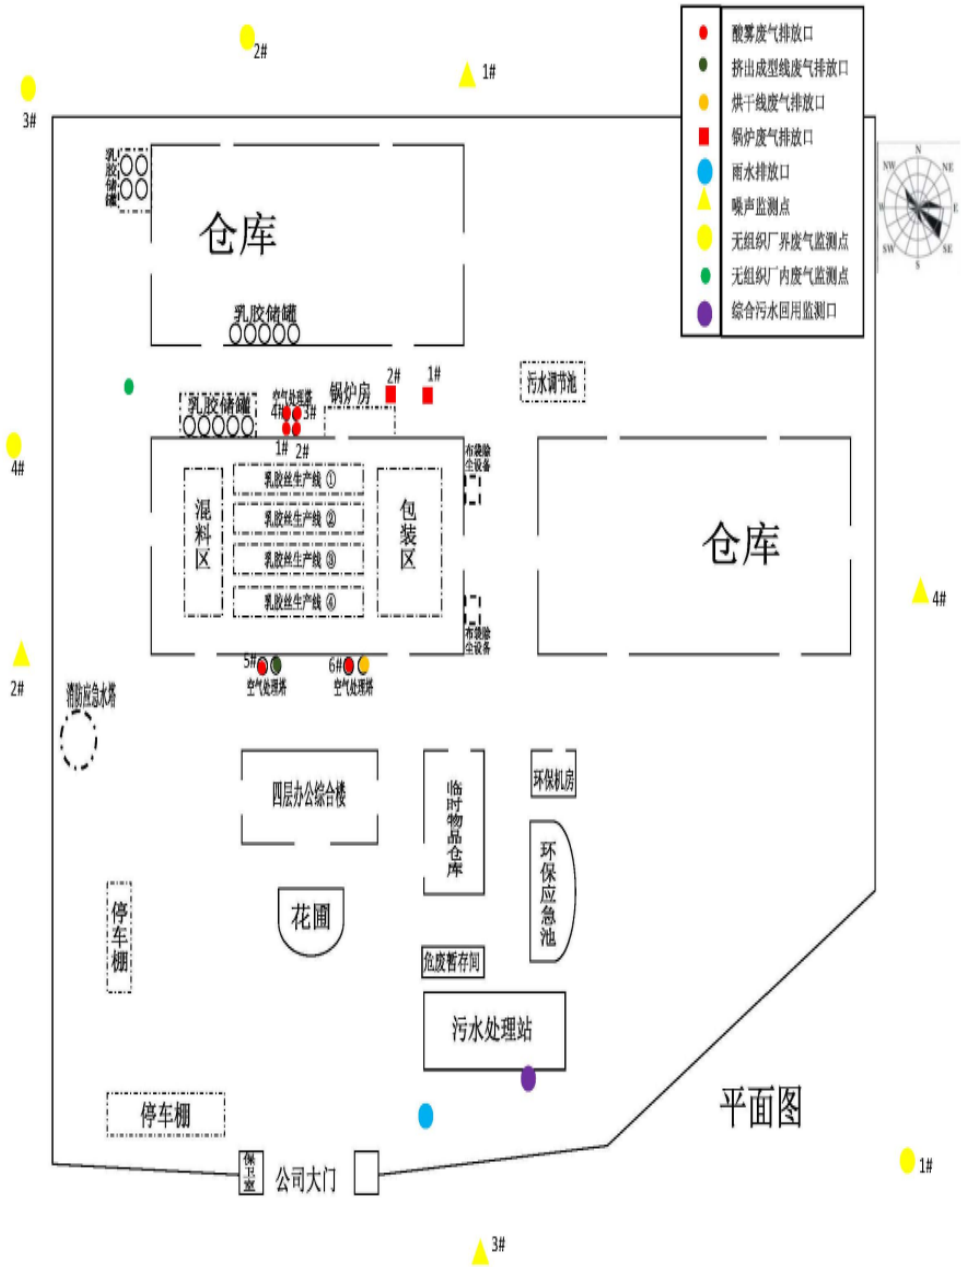 2#
1#
3#
酸雾废气排放口
挤出成型线废气排放口
烘干线废气排放口
锅炉废气排放口
雨水排放口
噪声监测点
无组织厂界废气监测点
无组织厂内废气监测点
综合污水回用监测口
N
NW
NE
W
E
SW
SE
S
乳胶储罐
仓库
乳胶储罐
2#
1#
污水调节池
乳胶储罐
空气处理塔
锅炉房
4#
3#
1#
2#
4#
布袋除尘设备
混料区
乳胶丝生产线 ①
乳胶丝生产线 ②
乳胶丝生产线 ③
乳胶丝生产线 ④
包装区
仓库
4#
布袋除尘设备
5#
6#
空气处理塔
空气处理塔
2#
消防应急水塔
四层办公综合楼
临时物品仓库
环保机房
环保应急池
花圃
停车棚
危废暂存间
污水处理站
停车棚
平面图
保卫室
公司大门
1#
3#